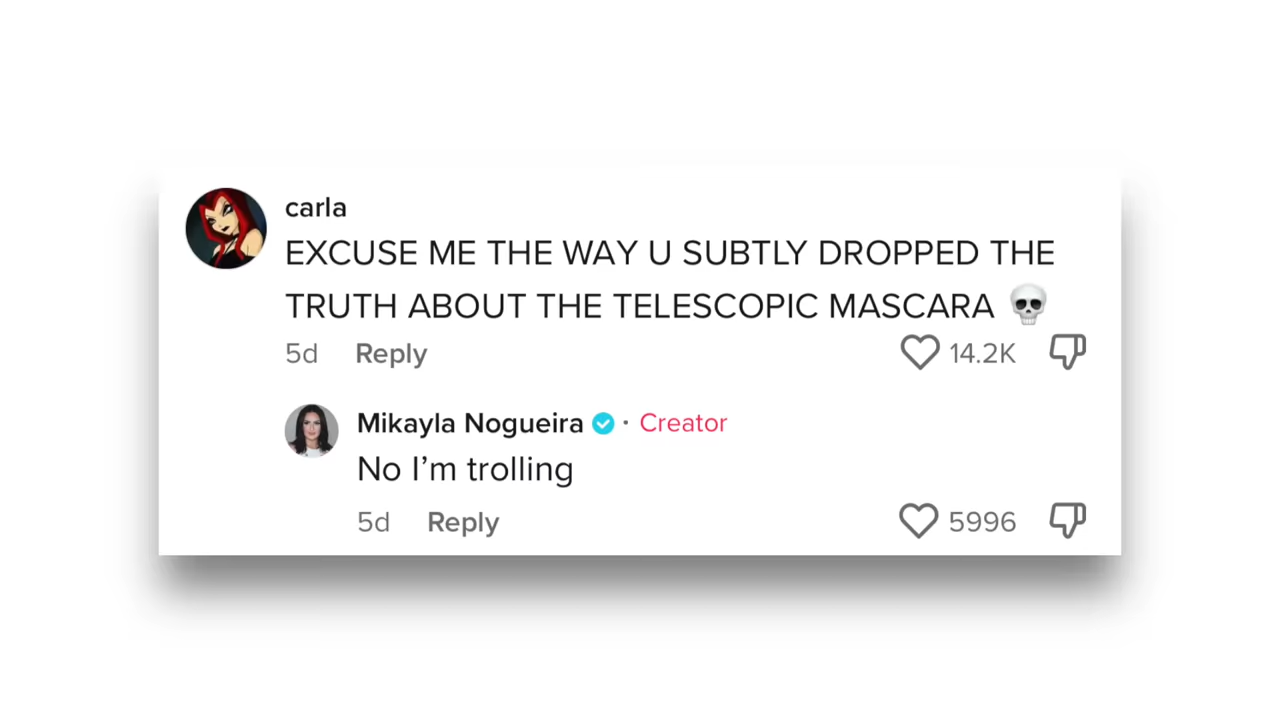 carla
EXCUSE ME THE WAY U SUBTLY DROPPED THE
TRUTH ABOUT THE TELESCOPIC MASCARA 💀
5d Reply 14.2K
Mikayla Nogueira · Creator
No I’m trolling
5d Reply 5996